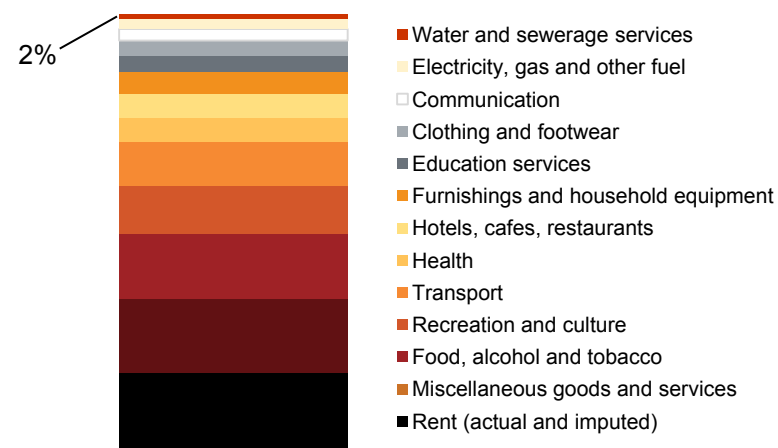 2%
Water and sewerage services
Electricity, gas and other fuel
Communication
Clothing and footwear
Education services
Furnishings and household equipment
Hotels, cafes, restaurants
Health
Transport
Recreation and culture
Food, alcohol and tobacco
Miscellaneous goods and services
Rent (actual and imputed)